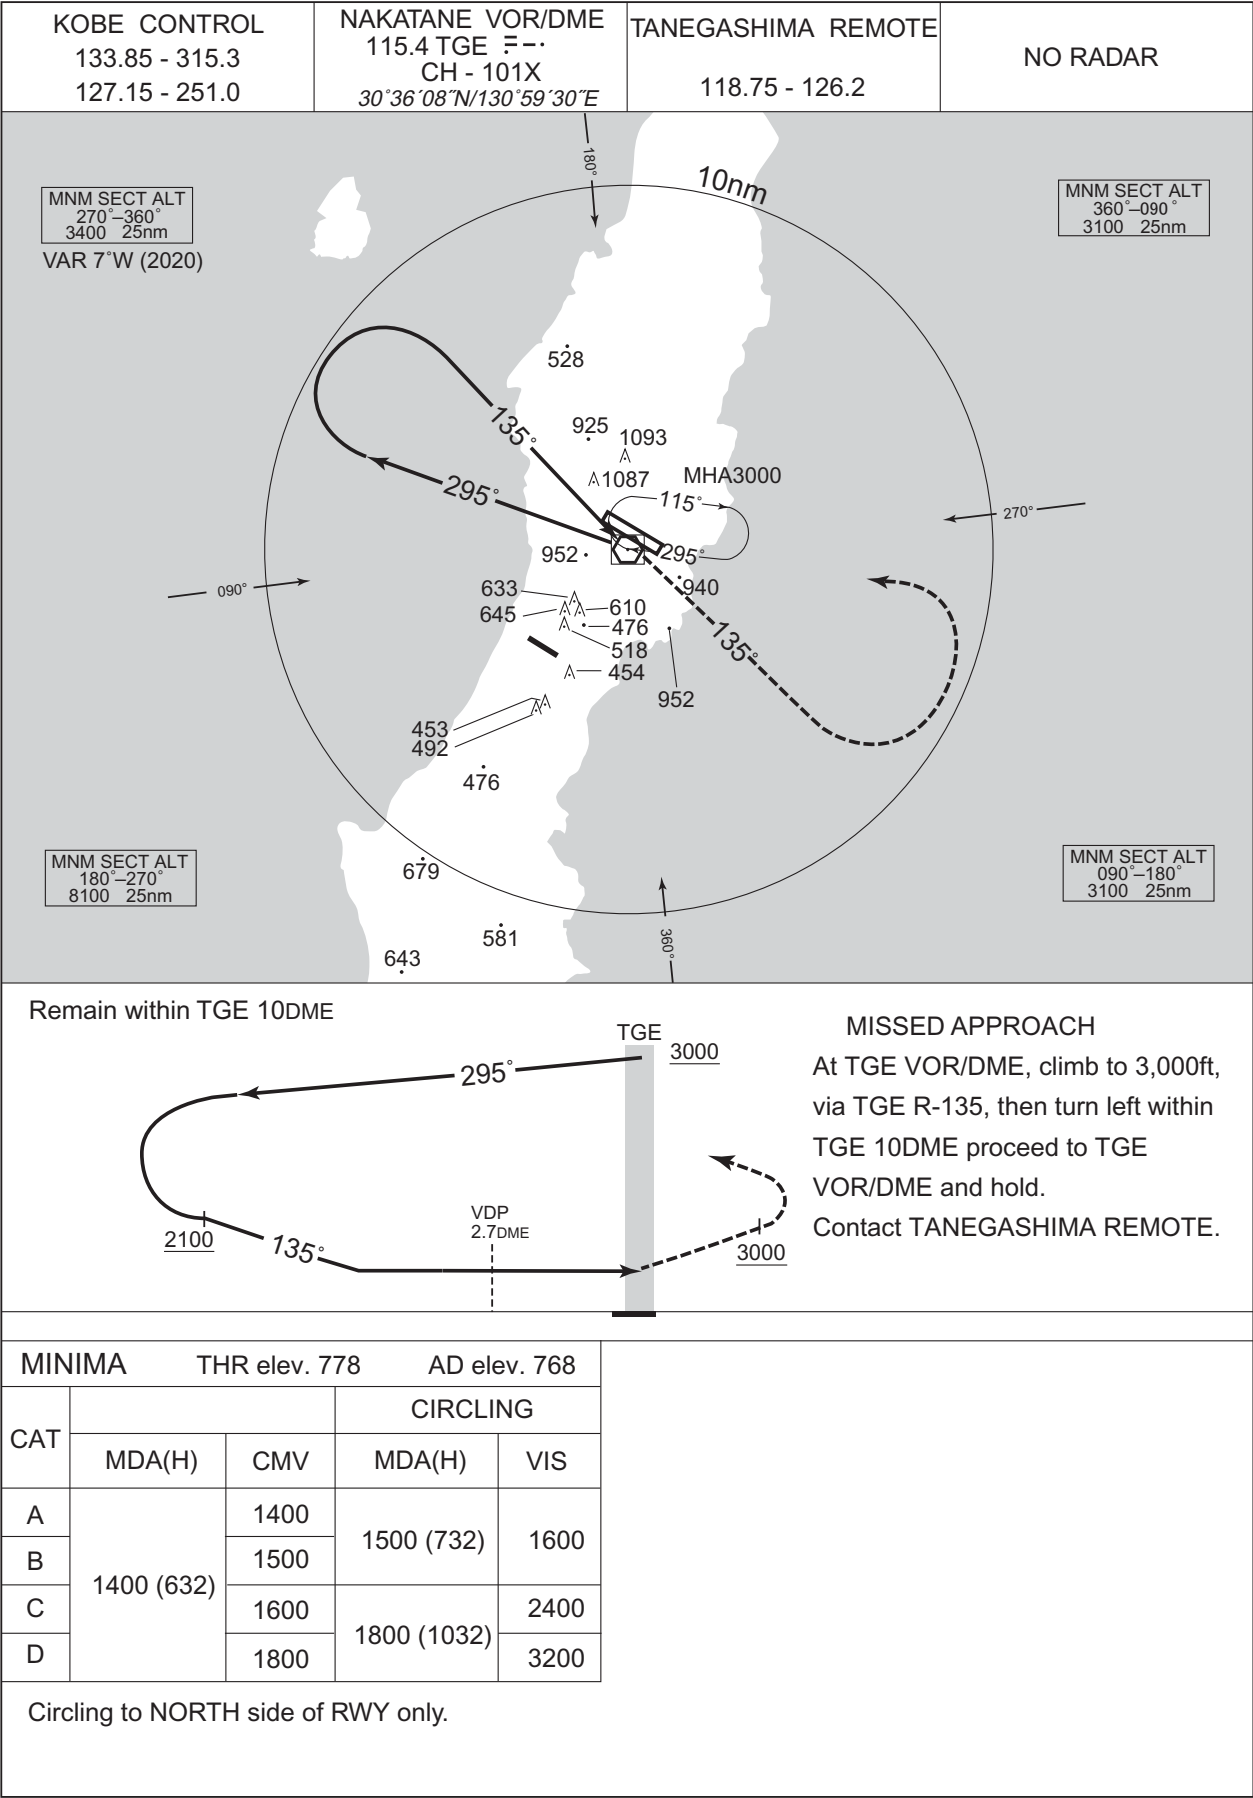 KOBE CONTROL
133.85 - 315.3
127.15 - 251.0
NAKATANE VOR/DME
115.4 TGE
CH - 101X
30°36´08˝N/130°59´30˝E
TANEGASHIMA REMOTE
118.75 - 126.2
NO RADAR
180°
10nm
MNM SECT ALT
270°–360°
3400 25nm
VAR 7°W (2020)
MNM SECT ALT
360°–090°
3100 25nm
528
135°
925
1093
1087
MHA3000
115°
295°
270°
952
295°
940
090°
633
645
610
476
518
135°
454
952
453
492
476
MNM SECT ALT
180°–270°
8100 25nm
679
MNM SECT ALT
090°–180°
3100 25nm
581
360°
643
Remain within TGE 10DME
TGE
3000
295°
2100
135°
VDP
2.7DME
3000
MISSED APPROACH
At TGE VOR/DME, climb to 3,000ft,
via TGE R-135, then turn left within
TGE 10DME proceed to TGE
VOR/DME and hold.
Contact TANEGASHIMA REMOTE.
MINIMA THR elev. 778 AD elev. 768
CAT
CIRCLING
MDA(H) CMV MDA(H) VIS
A 1400
B 1500
1400 (632)
1500 (732) 1600
C 1600 2400
1800 (1032)
D 1800 3200
Circling to NORTH side of RWY only.